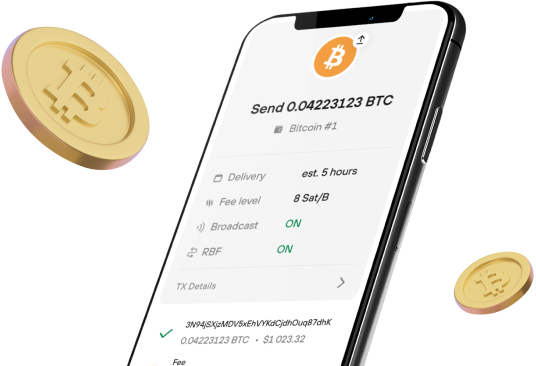 Send 0.04223123 BTC
Bitcoin #1
Delivery est. 5 hours
Fee level 8 Sat/B
Broadcast ON
RBF ON
TX Details
3N94jSXjzMDV5xEhVYKdCjdhOuq87dhK
0.04223123 BTC • $1 023.32
Fee